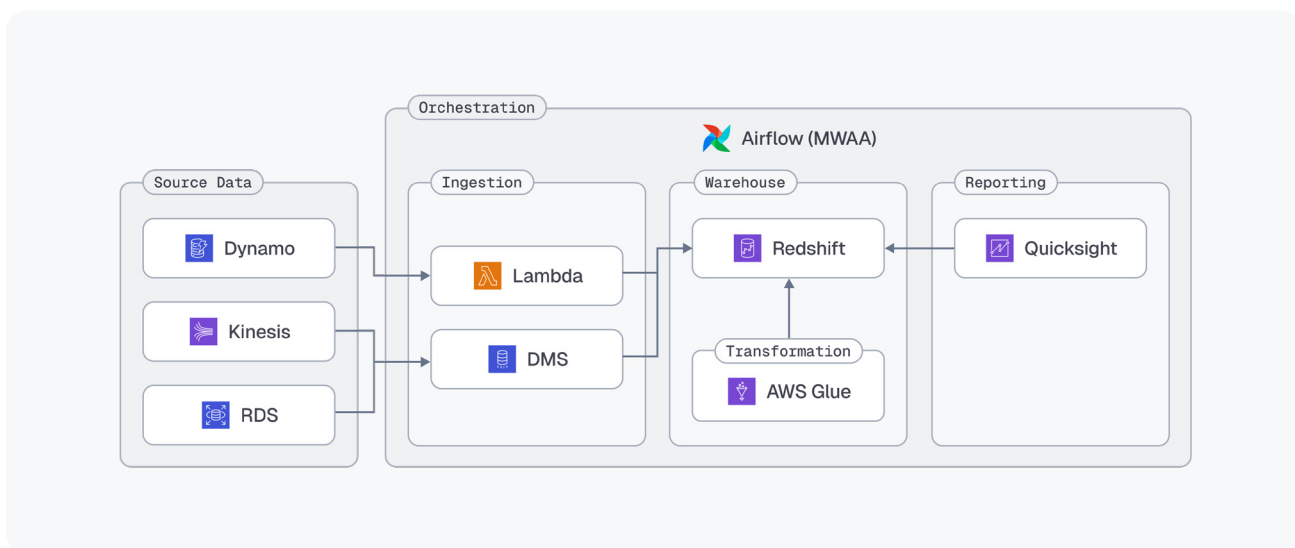 Orchestration
Airflow (MWAA)
Source Data
Dynamo
Kinesis
RDS
Ingestion
Lambda
DMS
Warehouse
Redshift
Transformation
AWS Glue
Reporting
Quicksight